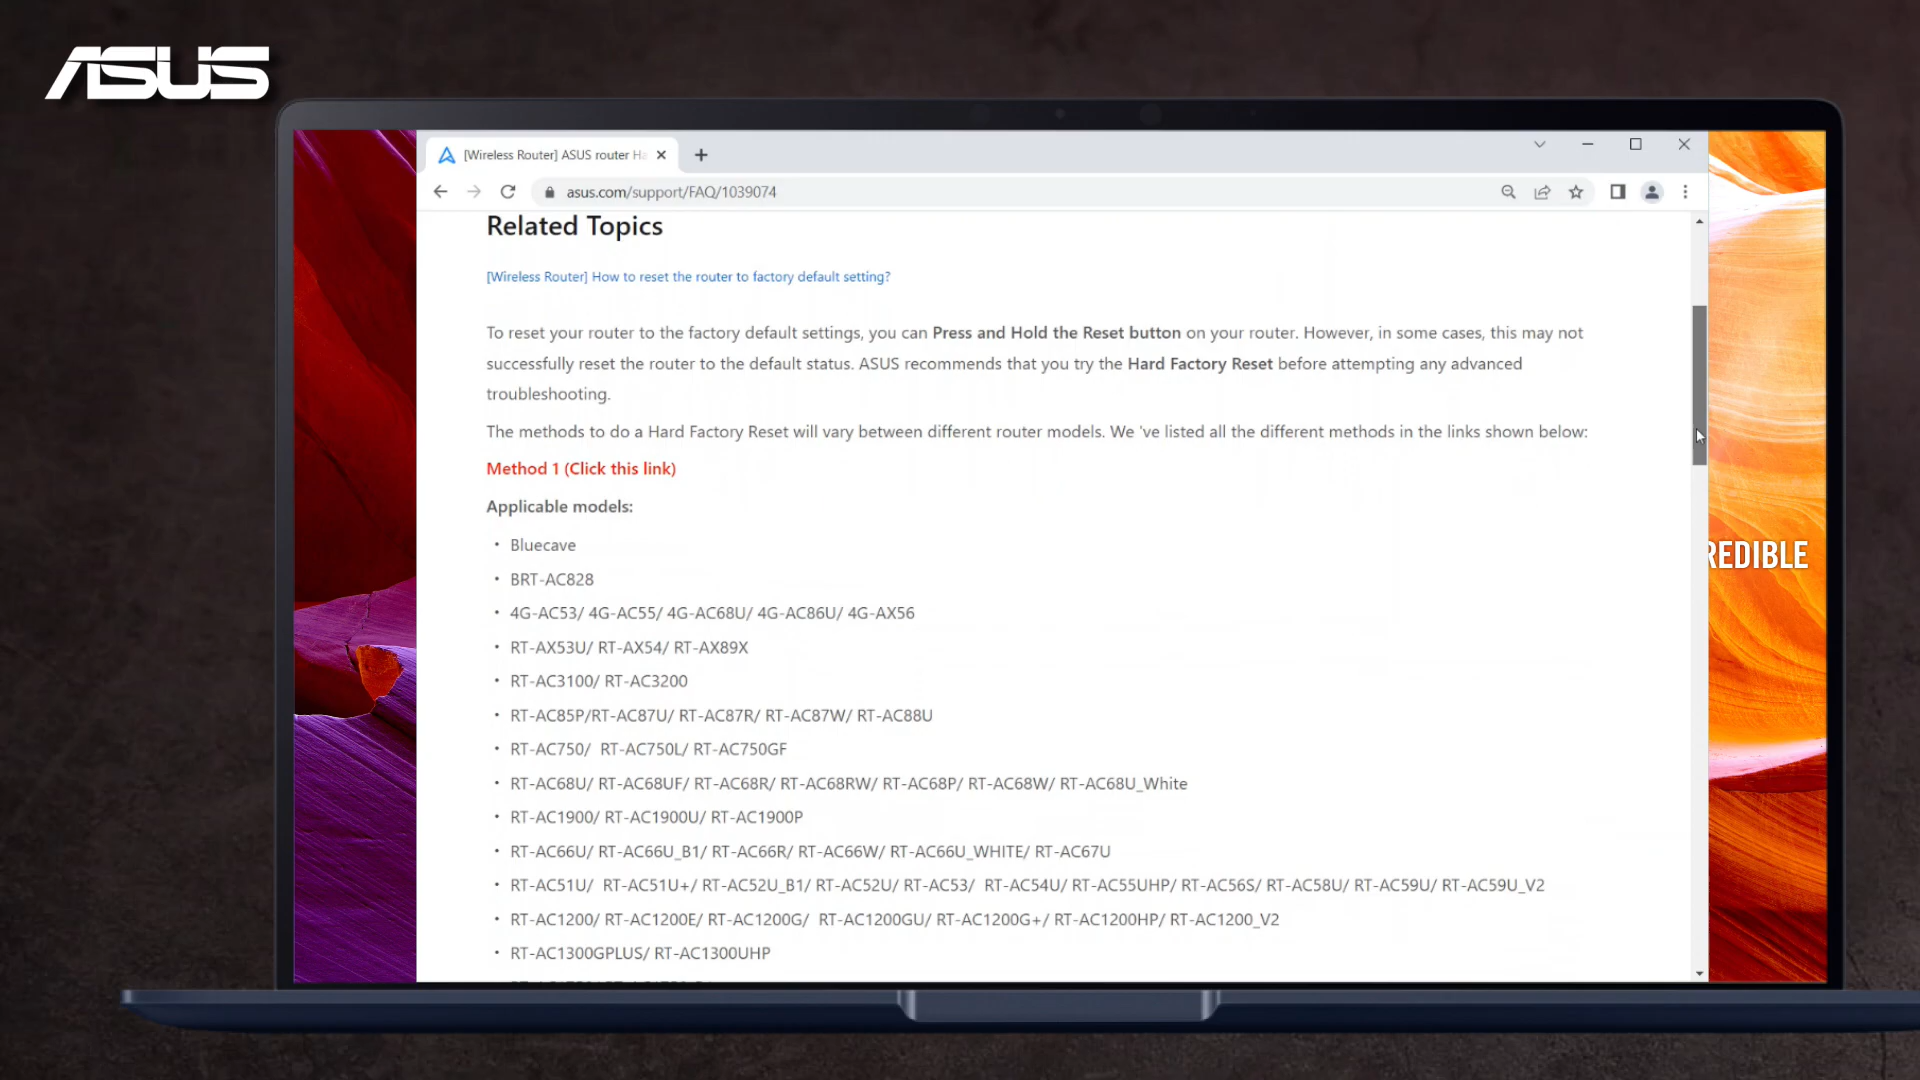 ASUS
[Wireless Router] ASUS router Ha
asus.com/support/FAQ/1039074
Related Topics
[Wireless Router] How to reset the router to factory default setting?
To reset your router to the factory default settings, you can Press and Hold the Reset button on your router. However, in some cases, this may not
successfully reset the router to the default status. ASUS recommends that you try the Hard Factory Reset before attempting any advanced
troubleshooting.
The methods to do a Hard Factory Reset will vary between different router models. We 've listed all the different methods in the links shown below:
Method 1 (Click this link)
Applicable models:
• Bluecave
• BRT-AC828
• 4G-AC53/ 4G-AC55/ 4G-AC68U/ 4G-AC86U/ 4G-AX56
• RT-AX53U/ RT-AX54/ RT-AX89X
• RT-AC3100/ RT-AC3200
• RT-AC85P/RT-AC87U/ RT-AC87R/ RT-AC87W/ RT-AC88U
• RT-AC750/  RT-AC750L/ RT-AC750GF
• RT-AC68U/ RT-AC68UF/ RT-AC68R/ RT-AC68RW/ RT-AC68P/ RT-AC68W/ RT-AC68U_White
• RT-AC1900/ RT-AC1900U/ RT-AC1900P
• RT-AC66U/ RT-AC66U_B1/ RT-AC66R/ RT-AC66W/ RT-AC66U_WHITE/ RT-AC67U
• RT-AC51U/  RT-AC51U+/ RT-AC52U_B1/ RT-AC52U/ RT-AC53/  RT-AC54U/ RT-AC55UHP/ RT-AC56S/ RT-AC58U/ RT-AC59U/ RT-AC59U_V2
• RT-AC1200/ RT-AC1200E/ RT-AC1200G/  RT-AC1200GU/ RT-AC1200G+/ RT-AC1200HP/ RT-AC1200_V2
• RT-AC1300GPLUS/ RT-AC1300UHP
REDIBLE